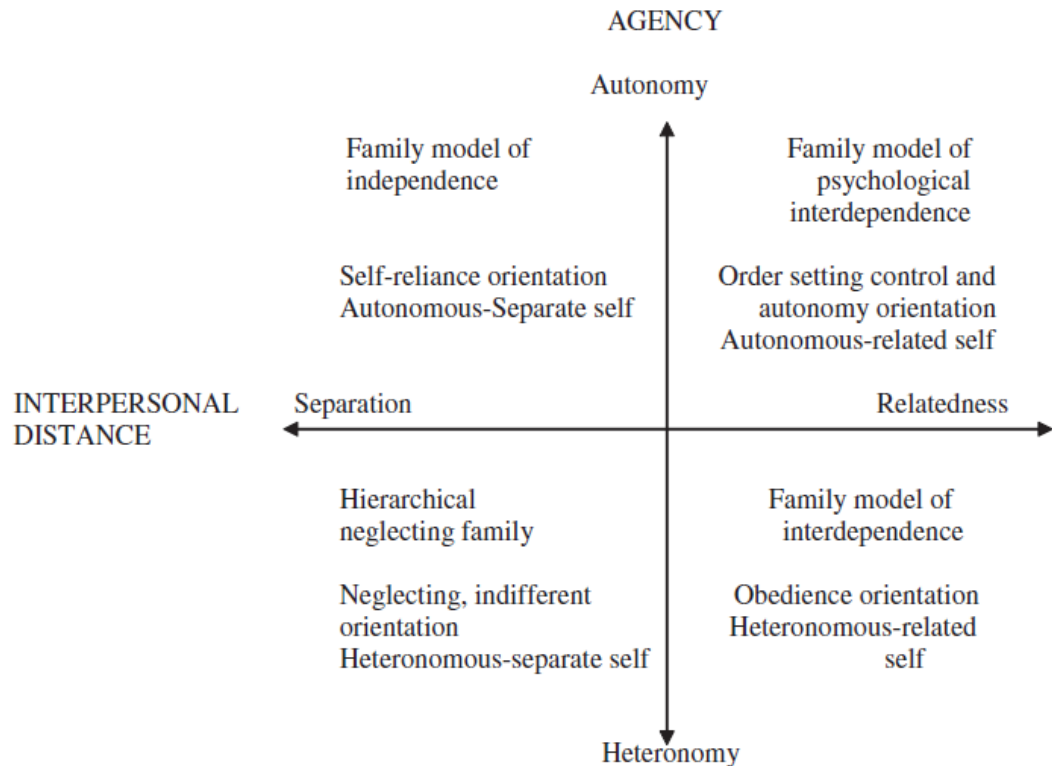 AGENCY
Autonomy
Family model of
independence
Family model of
psychological
interdependence
Self-reliance orientation
Autonomous-Separate self
Order setting control and
autonomy orientation
Autonomous-related self
INTERPERSONAL
DISTANCE
Separation
Relatedness
Hierarchical
neglecting family
Family model of
interdependence
Neglecting, indifferent
orientation
Heteronomous-separate self
Obedience orientation
Heteronomous-related
self
Heteronomy